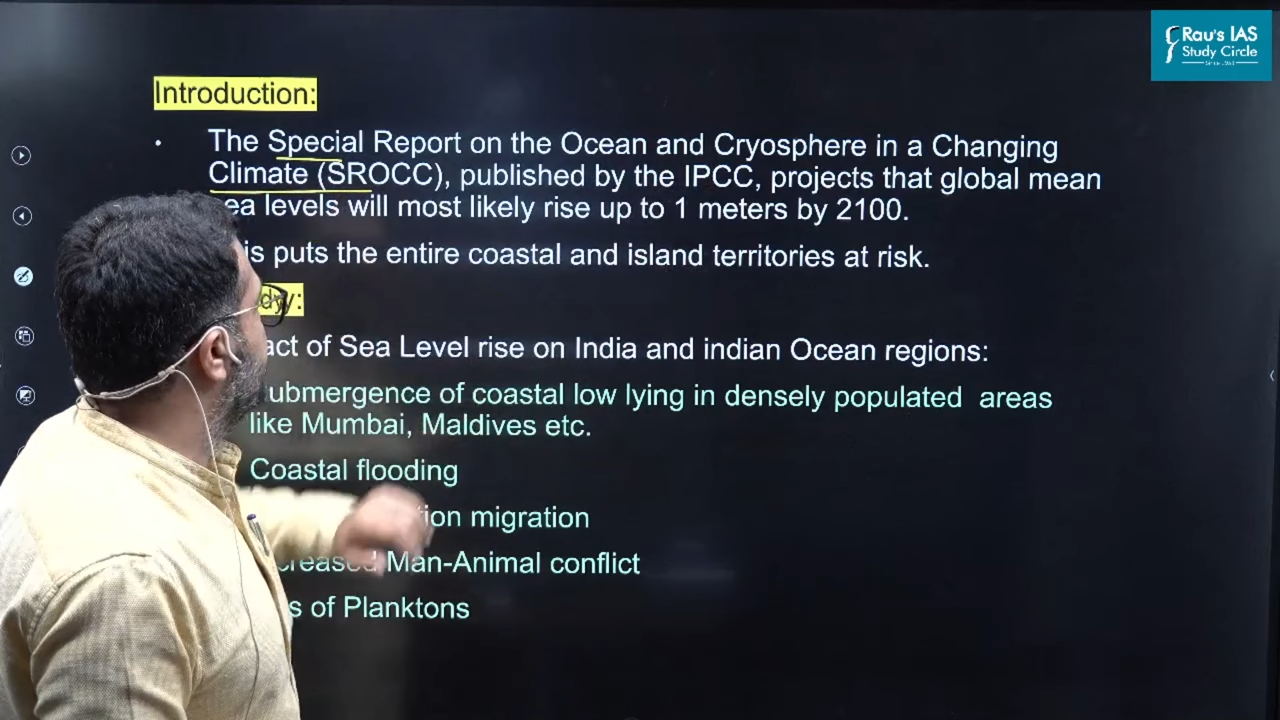 Rau's IAS
Study Circle
SINCE 1953
Introduction:
The Special Report on the Ocean and Cryosphere in a Changing
Climate (SROCC), published by the IPCC, projects that global mean
sea levels will most likely rise up to 1 meters by 2100.
puts the entire coastal and island territories at risk.
of Sea Level rise on India and indian Ocean regions:
ubmergence of coastal low lying in densely populated areas
like Mumbai, Maldives etc.
Coastal flooding
migration
creased Man-Animal conflict
of Planktons